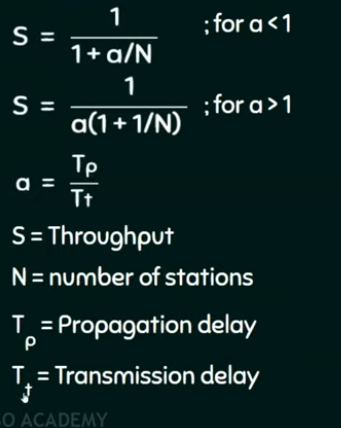 S = 1 / (1 + a/N) ; for a < 1
S = 1 / (a(1 + 1/N)) ; for a > 1
a = Tp / Tt
S = Throughput
N = number of stations
Tp = Propagation delay
Tt = Transmission delay
O ACADEMY